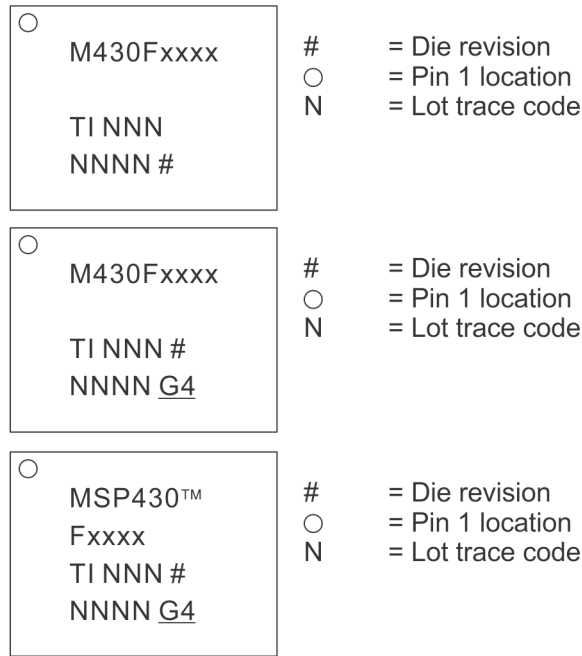 M430Fxxxx
TI NNN
NNNN #
# = Die revision
○ = Pin 1 location
N = Lot trace code
M430Fxxxx
TI NNN #
NNNN G4
# = Die revision
○ = Pin 1 location
N = Lot trace code
MSP430™
Fxxxx
TI NNN #
NNNN G4
# = Die revision
○ = Pin 1 location
N = Lot trace code